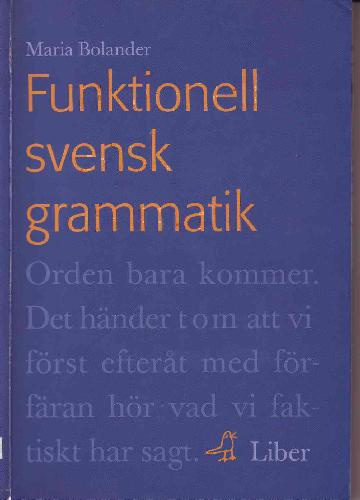 Maria Bolander
Funktionell
svensk
grammatik
Orden bara kommer.
Det händer t o m att vi
först efteråt med för-
färan hör vad vi fak-
tiskt har sagt. Liber